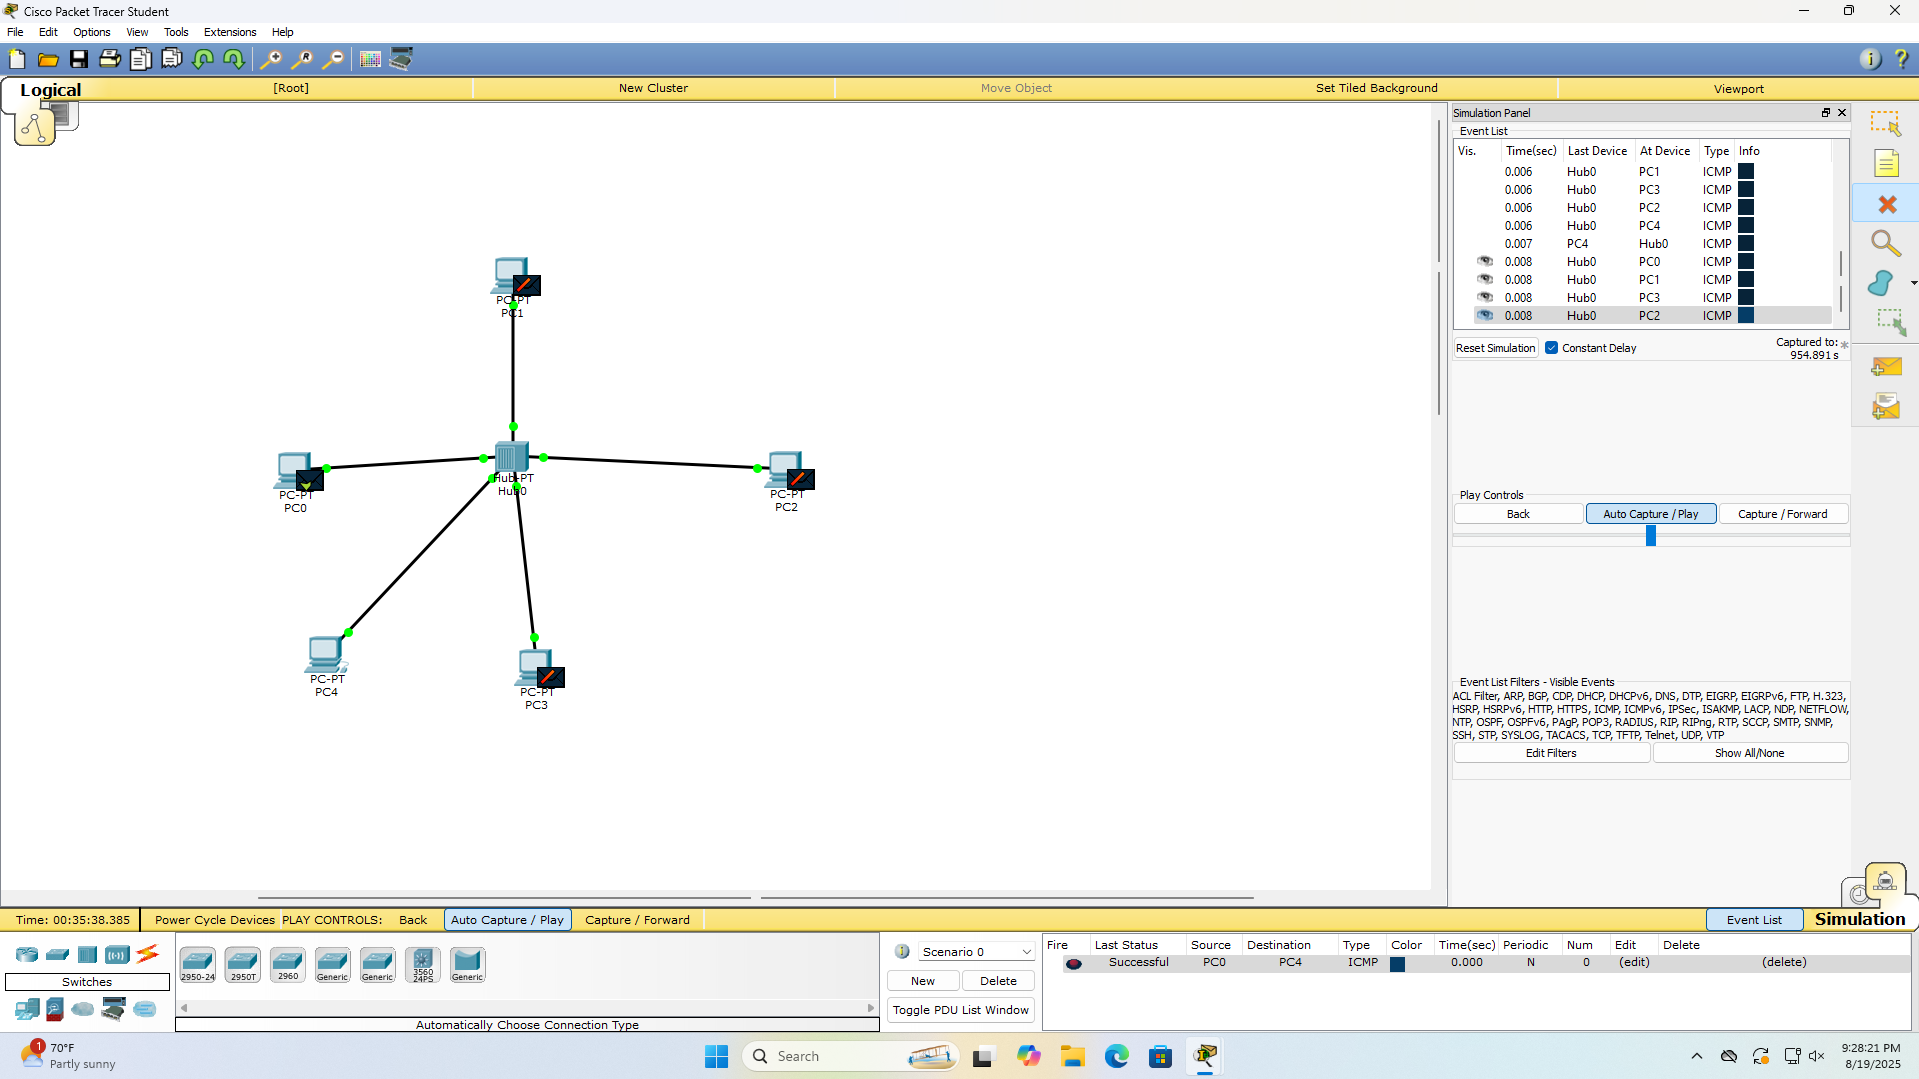 Cisco Packet Tracer Student
File Edit Options View Tools Extensions Help
Logical [Root] New Cluster Move Object Set Tiled Background Viewport
Simulation Panel
Event List
Vis. Time(sec) Last Device At Device Type Info
0.006 Hub0 PC1 ICMP
0.006 Hub0 PC3 ICMP
0.006 Hub0 PC2 ICMP
0.006 Hub0 PC4 ICMP
0.007 PC4 Hub0 ICMP
0.008 Hub0 PC0 ICMP
0.008 Hub0 PC1 ICMP
0.008 Hub0 PC3 ICMP
0.008 Hub0 PC2 ICMP
Reset Simulation Constant Delay Captured to: *
954.891 s
PC-PT
PC1
Hub-PT
Hub0
PC-PT
PC0
PC-PT
PC2
PC-PT
PC4
PC-PT
PC3
Play Controls
Back Auto Capture / Play Capture / Forward
Event List Filters - Visible Events
ACL Filter, ARP, BGP, CDP, DHCP, DHCPv6, DNS, DTP, EIGRP, EIGRPv6, FTP, H.323,
HSRP, HSRPv6, HTTP, HTTPS, ICMP, ICMPv6, IPSec, ISAKMP, LACP, NDP, NETFLOW,
NTP, OSPF, OSPFv6, PAgP, POP3, RADIUS, RIP, RIPng, RTP, SCCP, SMTP, SNMP,
SSH, STP, SYSLOG, TACACS, TCP, TFTP, Telnet, UDP, VTP
Edit Filters Show All/None
Time: 00:35:38.385 Power Cycle Devices PLAY CONTROLS: Back Auto Capture / Play Capture / Forward Event List Simulation
Switches
2950-24 2950T 2960 Generic Generic 3560 24PS Generic
Automatically Choose Connection Type
Scenario 0
New Delete
Toggle PDU List Window
Fire Last Status Source Destination Type Color Time(sec) Periodic Num Edit Delete
Successful PC0 PC4 ICMP 0.000 N 0 (edit) (delete)
1 70°F
Partly sunny
Search
9:28:21 PM
8/19/2025